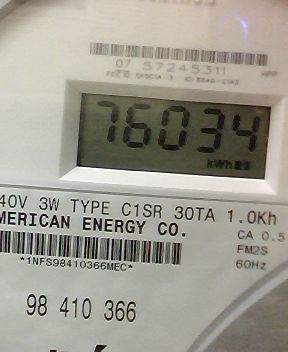 07 57245311
76034
kWh
40V 3W TYPE C1SR 30TA 1.0Kh
MERICAN ENERGY CO.
CA 0.5
FM2S
*1NFS98410366MEC*
60Hz
98 410 366